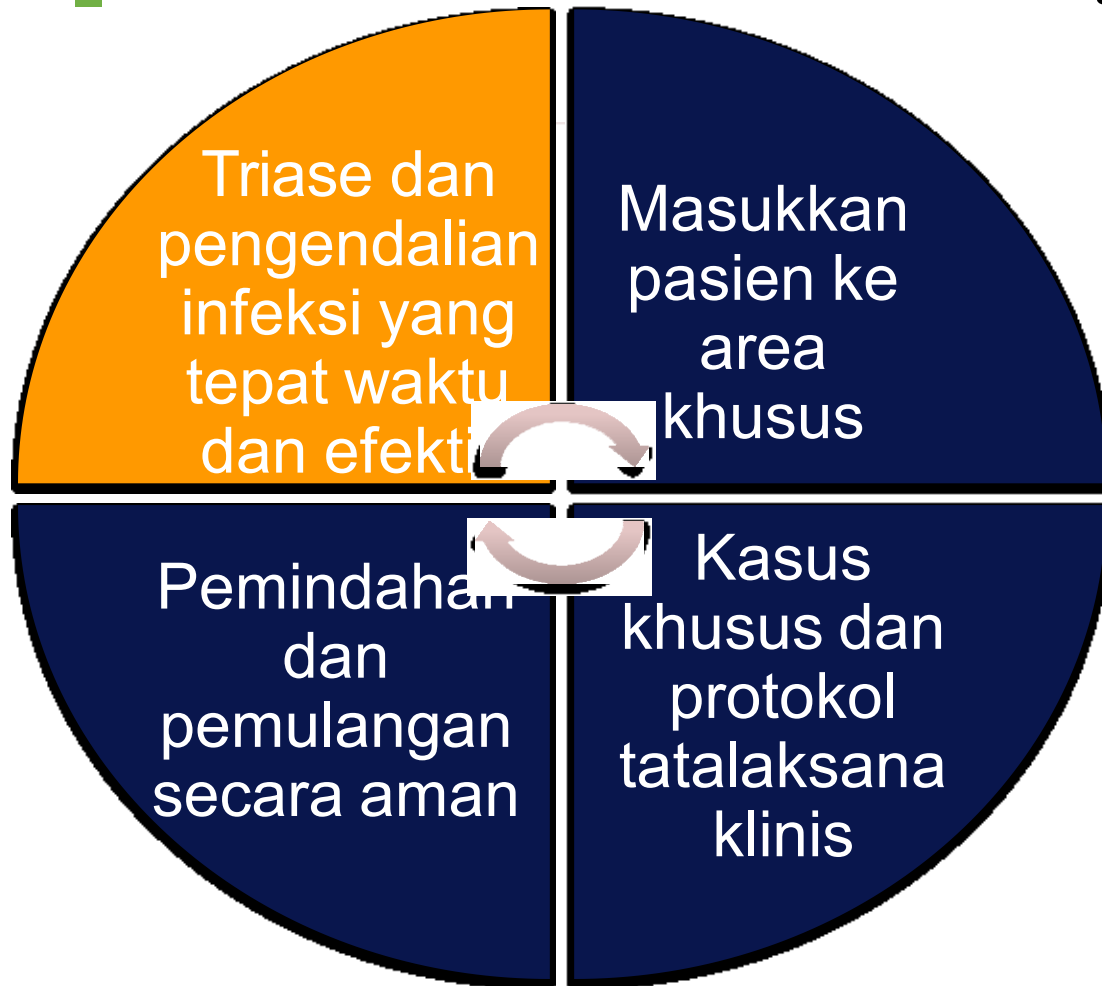 Triase dan
pengendalian
infeksi yang
tepat waktu
dan efekti
Masukkan
pasien ke
area
khusus
Kasus
khusus dan
protokol
tatalaksana
klinis
Pemindahan
dan
pemulangan
secara aman